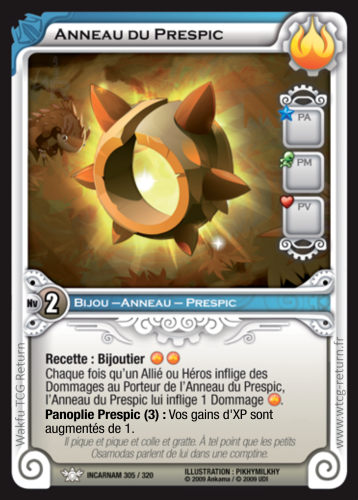 Anneau du Prespic
PA
PM
PV
Nv 2 Bijou – Anneau – Prespic
Recette : Bijoutier
Chaque fois qu'un Allié ou Héros inflige des
Dommages au Porteur de l'Anneau du Prespic,
l'Anneau du Prespic lui inflige 1 Dommage .
Panoplie Prespic (3) : Vos gains d'XP sont
augmentés de 1.
Il pique et pique et colle et gratte. À tel point que les petits
Osamodas parlent de lui dans une comptine.
INCARNAM 305 / 320
ILLUSTRATION : PIKHYMILKHY
© 2009 Ankama / © 2009 UDI
Wakfu TCG Return
www.wtcg-return.fr